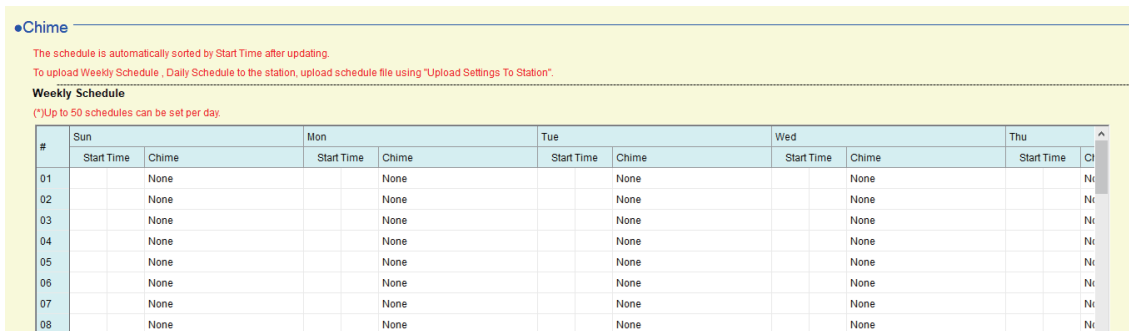 ●Chime
The schedule is automatically sorted by Start Time after updating.
To upload Weekly Schedule , Daily Schedule to the station, upload schedule file using "Upload Settings To Station".
Weekly Schedule
(*)Up to 50 schedules can be set per day.
# Sun Mon Tue Wed Thu
Start Time Chime Start Time Chime Start Time Chime Start Time Chime Start Time
01 None None None None
02 None None None None
03 None None None None
04 None None None None
05 None None None None
06 None None None None
07 None None None None
08 None None None None